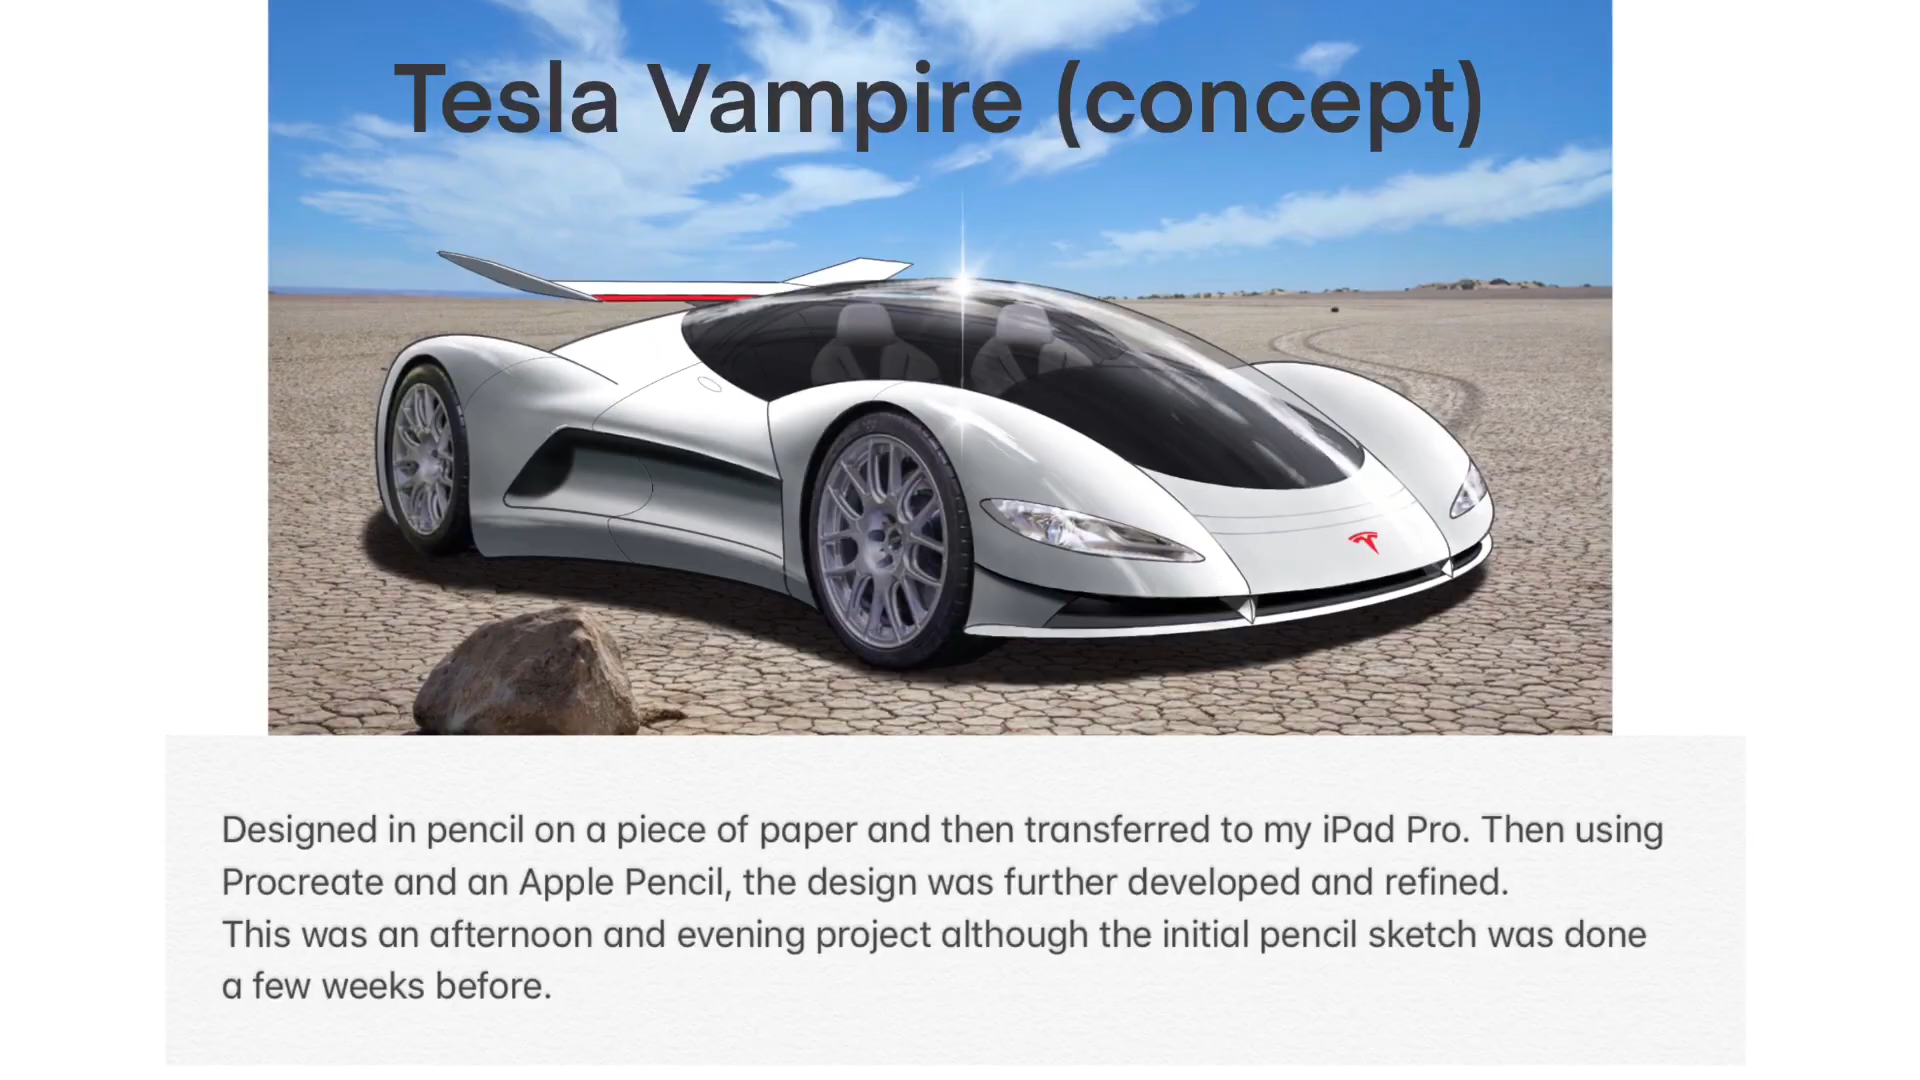 Tesla Vampire (concept)
Designed in pencil on a piece of paper and then transferred to my iPad Pro. Then using
Procreate and an Apple Pencil, the design was further developed and refined.
This was an afternoon and evening project although the initial pencil sketch was done
a few weeks before.